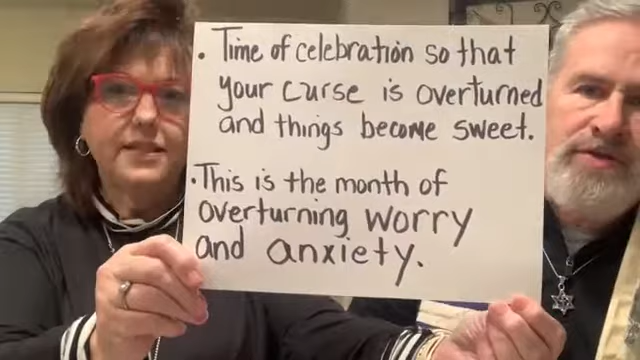 • Time of celebration so that
your curse is overturned
and things become sweet.
• This is the month of
overturning worry
and anxiety.